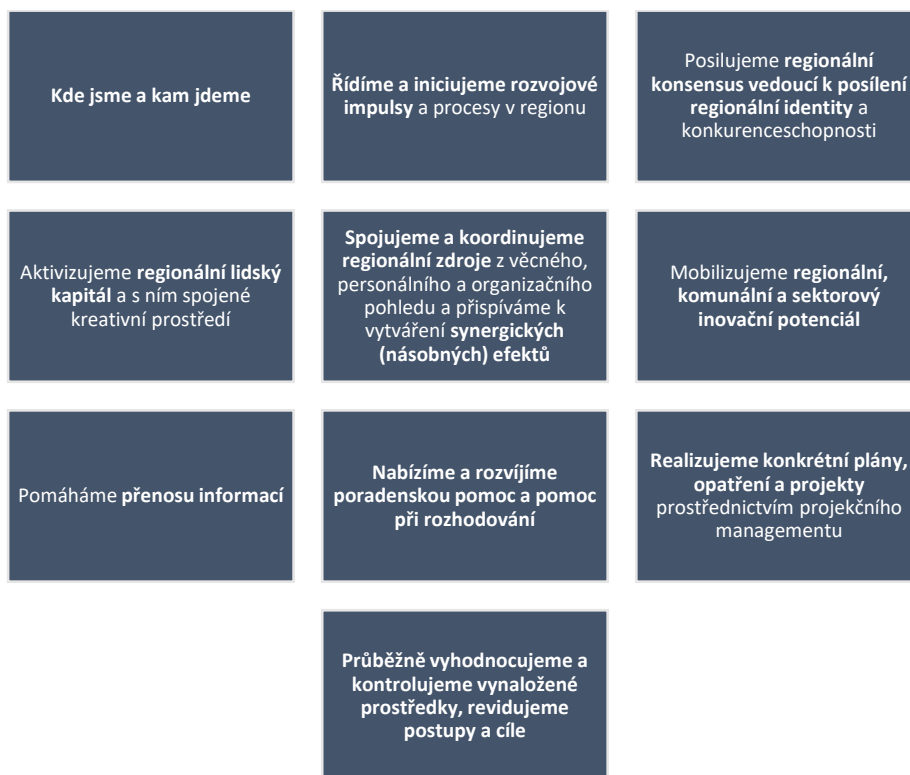 Kde jsme a kam jdeme
Řídíme a iniciujeme rozvojové
impulsy a procesy v regionu
Posilujeme regionální
konsensus vedoucí k posílení
regionální identity a
konkurenceschopnosti
Aktivizujeme regionální lidský
kapitál a s ním spojené
kreativní prostředí
Spojujeme a koordinujeme
regionální zdroje z věcného,
personálního a organizačního
pohledu a přispíváme k
vytváření synergických
(násobných) efektů
Mobilizujeme regionální,
komunální a sektorový
inovační potenciál
Pomáháme přenosu informací
Nabízíme a rozvíjíme
poradenskou pomoc a pomoc
při rozhodování
Realizujeme konkrétní plány,
opatření a projekty
prostřednictvím projekčního
managementu
Průběžně vyhodnocujeme a
kontrolujeme vynaložené
prostředky, revidujeme
postupy a cíle